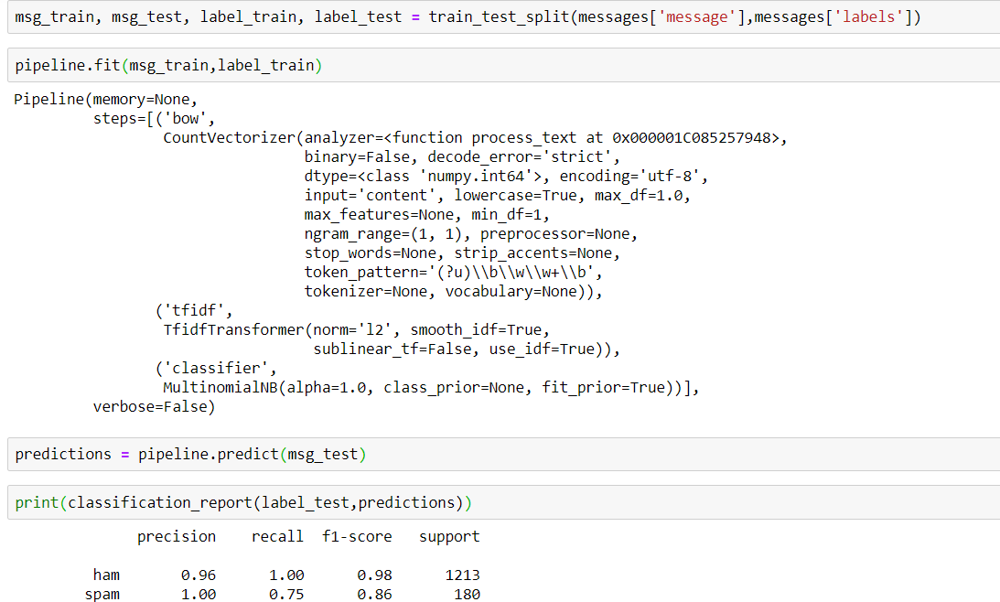 msg_train, msg_test, label_train, label_test = train_test_split(messages['message'],messages['labels'])
pipeline.fit(msg_train,label_train)
Pipeline(memory=None,
steps=[('bow',
CountVectorizer(analyzer=<function process_text at 0x000001C085257948>,
binary=False, decode_error='strict',
dtype=<class 'numpy.int64'>, encoding='utf-8',
input='content', lowercase=True, max_df=1.0,
max_features=None, min_df=1,
ngram_range=(1, 1), preprocessor=None,
stop_words=None, strip_accents=None,
token_pattern='(?u)\\b\\w\\w+\\b',
tokenizer=None, vocabulary=None)),
('tfidf',
TfidfTransformer(norm='l2', smooth_idf=True,
sublinear_tf=False, use_idf=True)),
('classifier',
MultinomialNB(alpha=1.0, class_prior=None, fit_prior=True))],
verbose=False)
predictions = pipeline.predict(msg_test)
print(classification_report(label_test,predictions))
precision recall f1-score support
ham 0.96 1.00 0.98 1213
spam 1.00 0.75 0.86 180